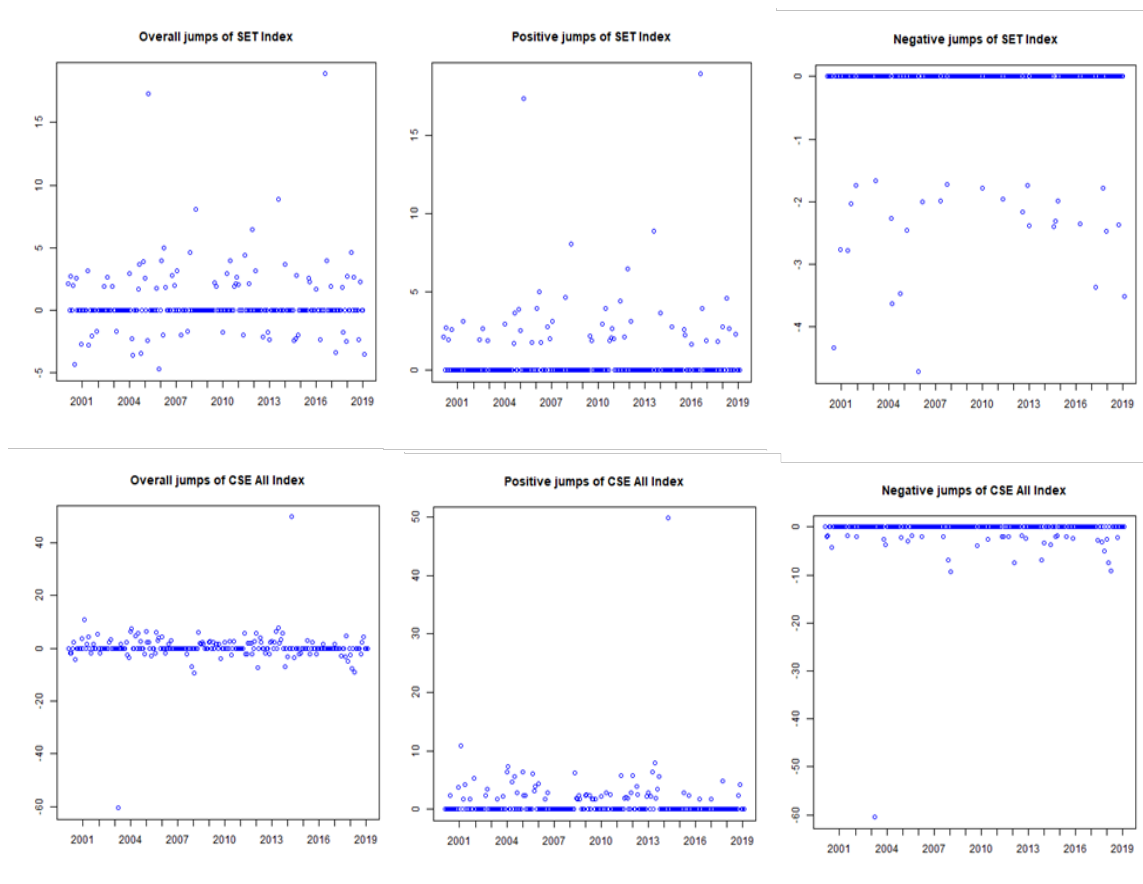 Overall jumps of SET Index
15
10
5
0
-5
2001 2004 2007 2010 2013 2016 2019
Positive jumps of SET Index
15
10
5
0
2001 2004 2007 2010 2013 2016 2019
Negative jumps of SET Index
0
-1
-2
-3
-4
2001 2004 2007 2010 2013 2016 2019
Overall jumps of CSE All Index
40
20
0
-20
-40
-60
2001 2004 2007 2010 2013 2016 2019
Positive jumps of CSE All Index
50
40
30
20
10
0
2001 2004 2007 2010 2013 2016 2019
Negative jumps of CSE All Index
0
-10
-20
-30
-40
-50
-60
2001 2004 2007 2010 2013 2016 2019